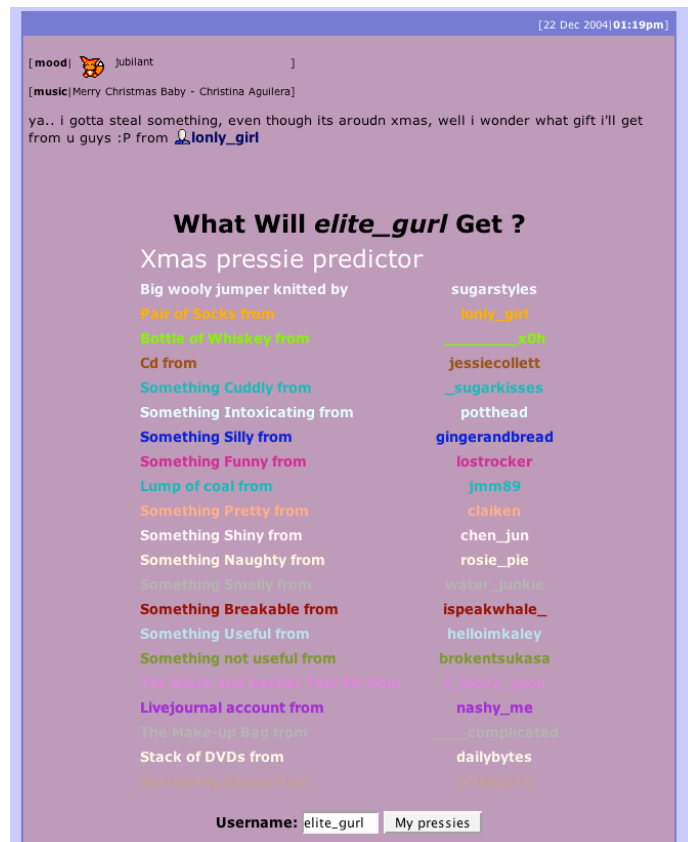 [22 Dec 2004|01:19pm]
[mood| jubilant ]
[music|Merry Christmas Baby - Christina Aguilera]
ya.. i gotta steal something, even though its aroudn xmas, well i wonder what gift i'll get
from u guys :P from lonly_girl
What Will elite_gurl Get ?
Xmas pressie predictor
Big wooly jumper knitted by sugarstyles
Pair of Socks from lonly_girl
Bottle of Whiskey from _________x0h
Cd from jessiecollett
Something Cuddly from _sugarkisses
Something Intoxicating from potthead
Something Silly from gingerandbread
Something Funny from lostrocker
Lump of coal from jmm89
Something Pretty from claiken
Something Shiny from chen_jun
Something Naughty from rosie_pie
Something Smelly from water_junkie
Something Breakable from ispeakwhale_
Something Useful from helloimkaley
Something not useful from brokentsukasa
The Black and Decker Tool Kit from
Livejournal account from nashy_me
The Make-up Bag from ____complicated
Stack of DVDs from dailybytes
Username: elite_gurl My pressies